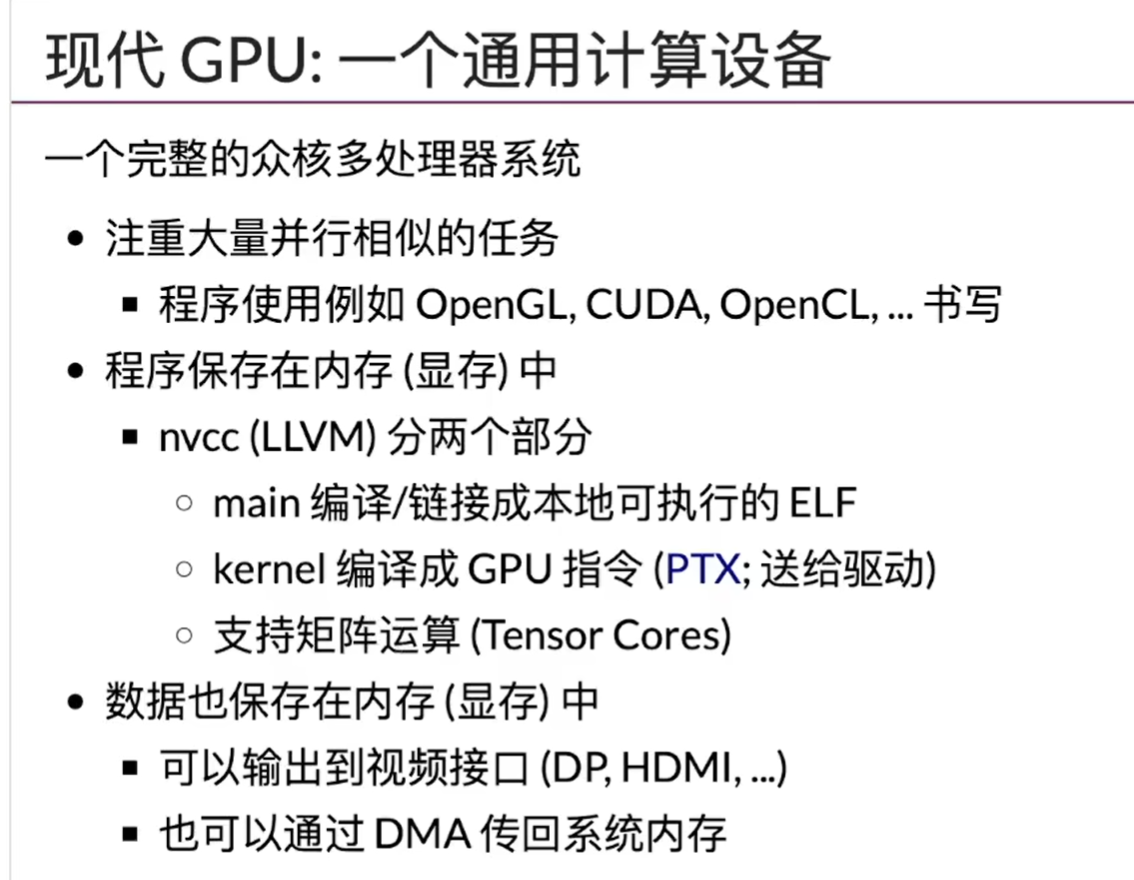 现代 GPU: 一个通用计算设备
一个完整的众核多处理器系统
• 注重大量并行相似的任务
▪ 程序使用例如 OpenGL, CUDA, OpenCL, ... 书写
• 程序保存在内存 (显存) 中
▪ nvcc (LLVM) 分两个部分
○ main 编译/链接成本地可执行的 ELF
○ kernel 编译成 GPU 指令 (PTX; 送给驱动)
○ 支持矩阵运算 (Tensor Cores)
• 数据也保存在内存 (显存) 中
▪ 可以输出到视频接口 (DP, HDMI, ...)
▪ 也可以通过 DMA 传回系统内存